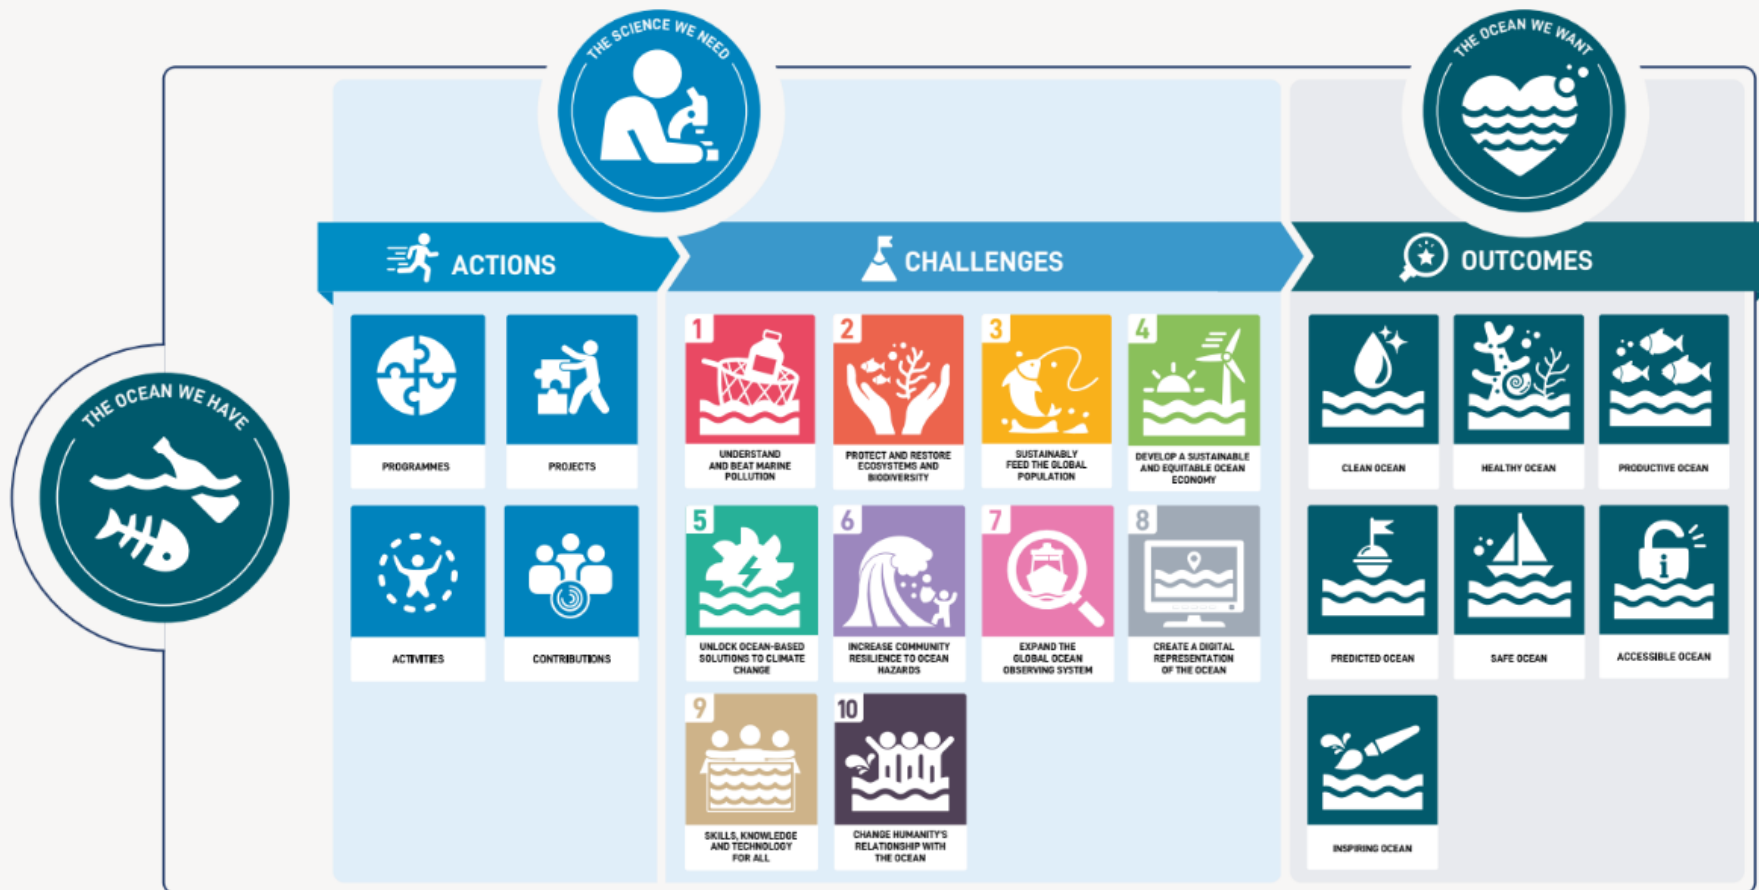 THE SCIENCE WE NEED
THE OCEAN WE WANT
THE OCEAN WE HAVE
ACTIONS
CHALLENGES
OUTCOMES
PROGRAMMES
PROJECTS
ACTIVITIES
CONTRIBUTIONS
1
UNDERSTAND
AND BEAT MARINE
POLLUTION
2
PROTECT AND RESTORE
ECOSYSTEMS AND
BIODIVERSITY
3
SUSTAINABLY
FEED THE GLOBAL
POPULATION
4
DEVELOP A SUSTAINABLE
AND EQUITABLE OCEAN
ECONOMY
5
UNLOCK OCEAN-BASED
SOLUTIONS TO CLIMATE
CHANGE
6
INCREASE COMMUNITY
RESILIENCE TO OCEAN
HAZARDS
7
EXPAND THE
GLOBAL OCEAN
OBSERVING SYSTEM
8
CREATE A DIGITAL
REPRESENTATION
OF THE OCEAN
9
SKILLS, KNOWLEDGE
AND TECHNOLOGY
FOR ALL
10
CHANGE HUMANITY'S
RELATIONSHIP WITH
THE OCEAN
CLEAN OCEAN
HEALTHY OCEAN
PRODUCTIVE OCEAN
PREDICTED OCEAN
SAFE OCEAN
i
ACCESSIBLE OCEAN
INSPIRING OCEAN